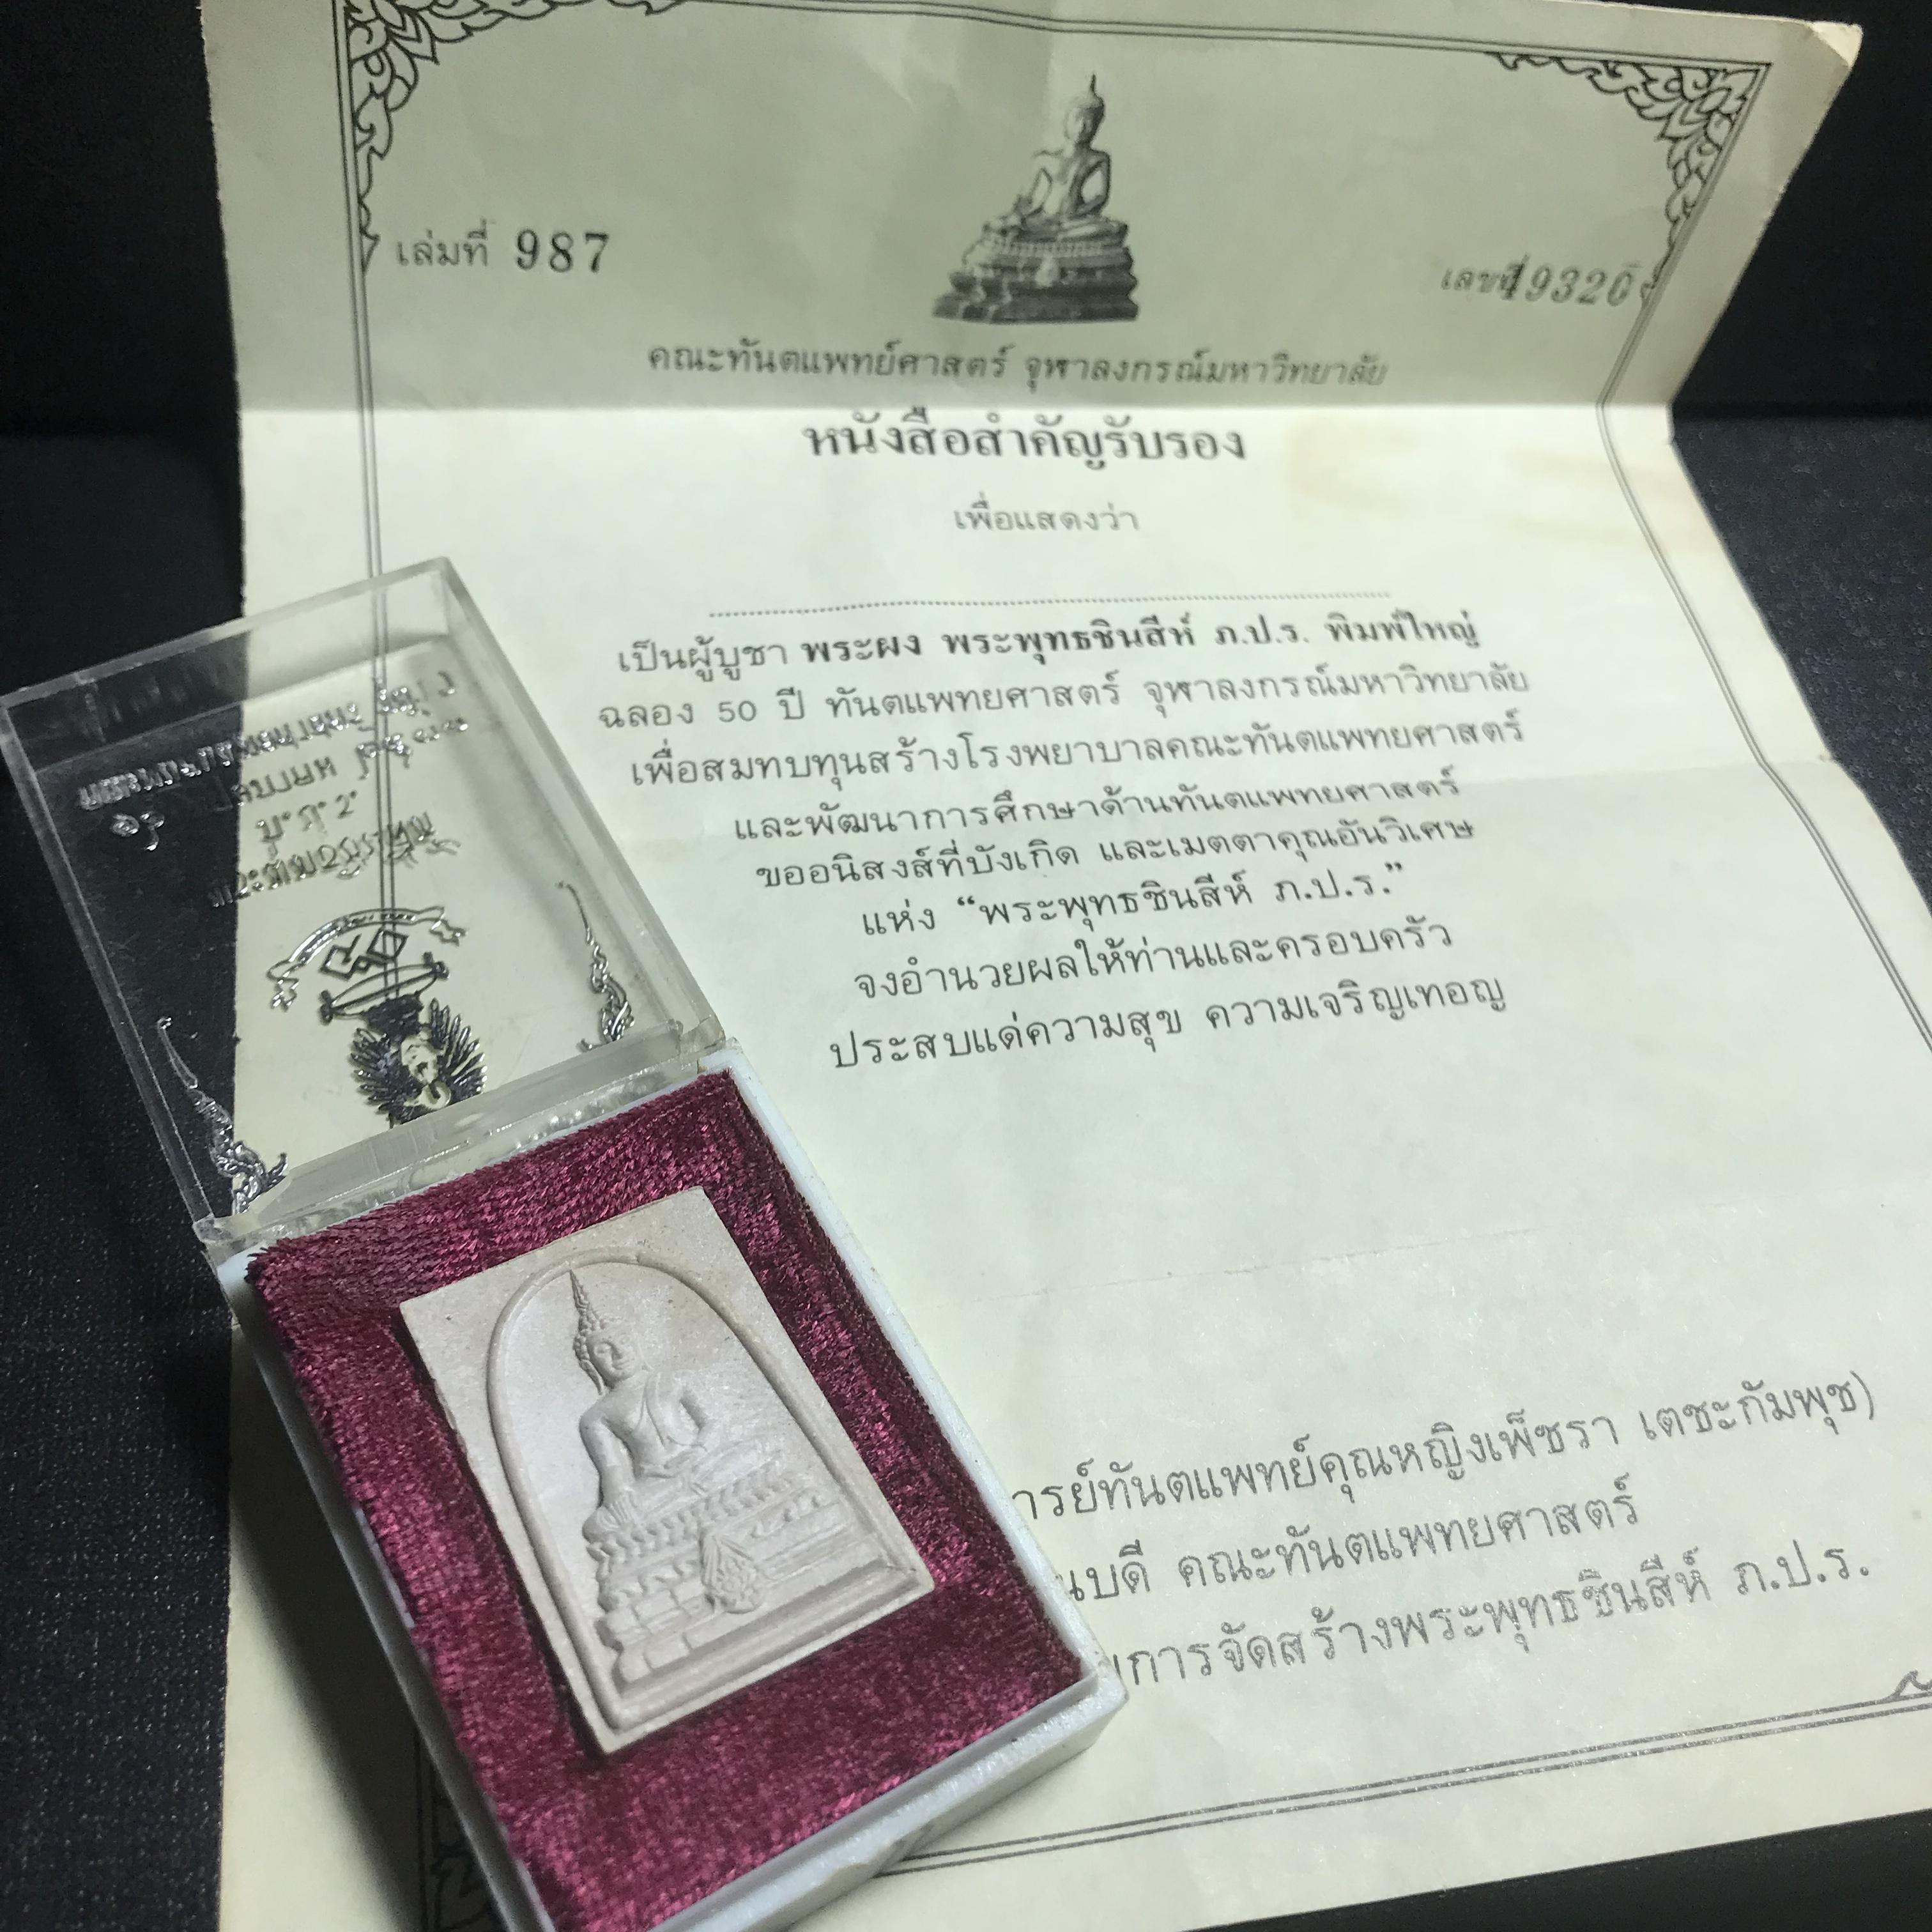 เล่มที่ 987
เลขที่ 19320
คณะทันตแพทย์ศาสตร์ จุฬาลงกรณ์มหาวิทยาลัย
หนังสือสำคัญรับรอง
เพื่อแสดงว่า
เป็นผู้บูชา พระผง พระพุทธชินสีห์ ภ.ป.ร. พิมพ์ใหญ่
ฉลอง 50 ปี ทันตแพทยศาสตร์ จุฬาลงกรณ์มหาวิทยาลัย
เพื่อสมทบทุนสร้างโรงพยาบาลคณะทันตแพทยศาสตร์
และพัฒนาการศึกษาด้านทันตแพทยศาสตร์
ขออนิสงส์ที่บังเกิด และเมตตาคุณอันวิเศษ
แห่ง “พระพุทธชินสีห์ ภ.ป.ร.”
จงอำนวยผลให้ท่านและครอบครัว
ประสบแด่ความสุข ความเจริญเทอญ
ารย์ทันตแพทย์คุณหญิงเพ็ชรา เตชะกัมพุช)
นบดี คณะทันตแพทยศาสตร์
การจัดสร้างพระพุทธชินสีห์ ภ.ป.ร.